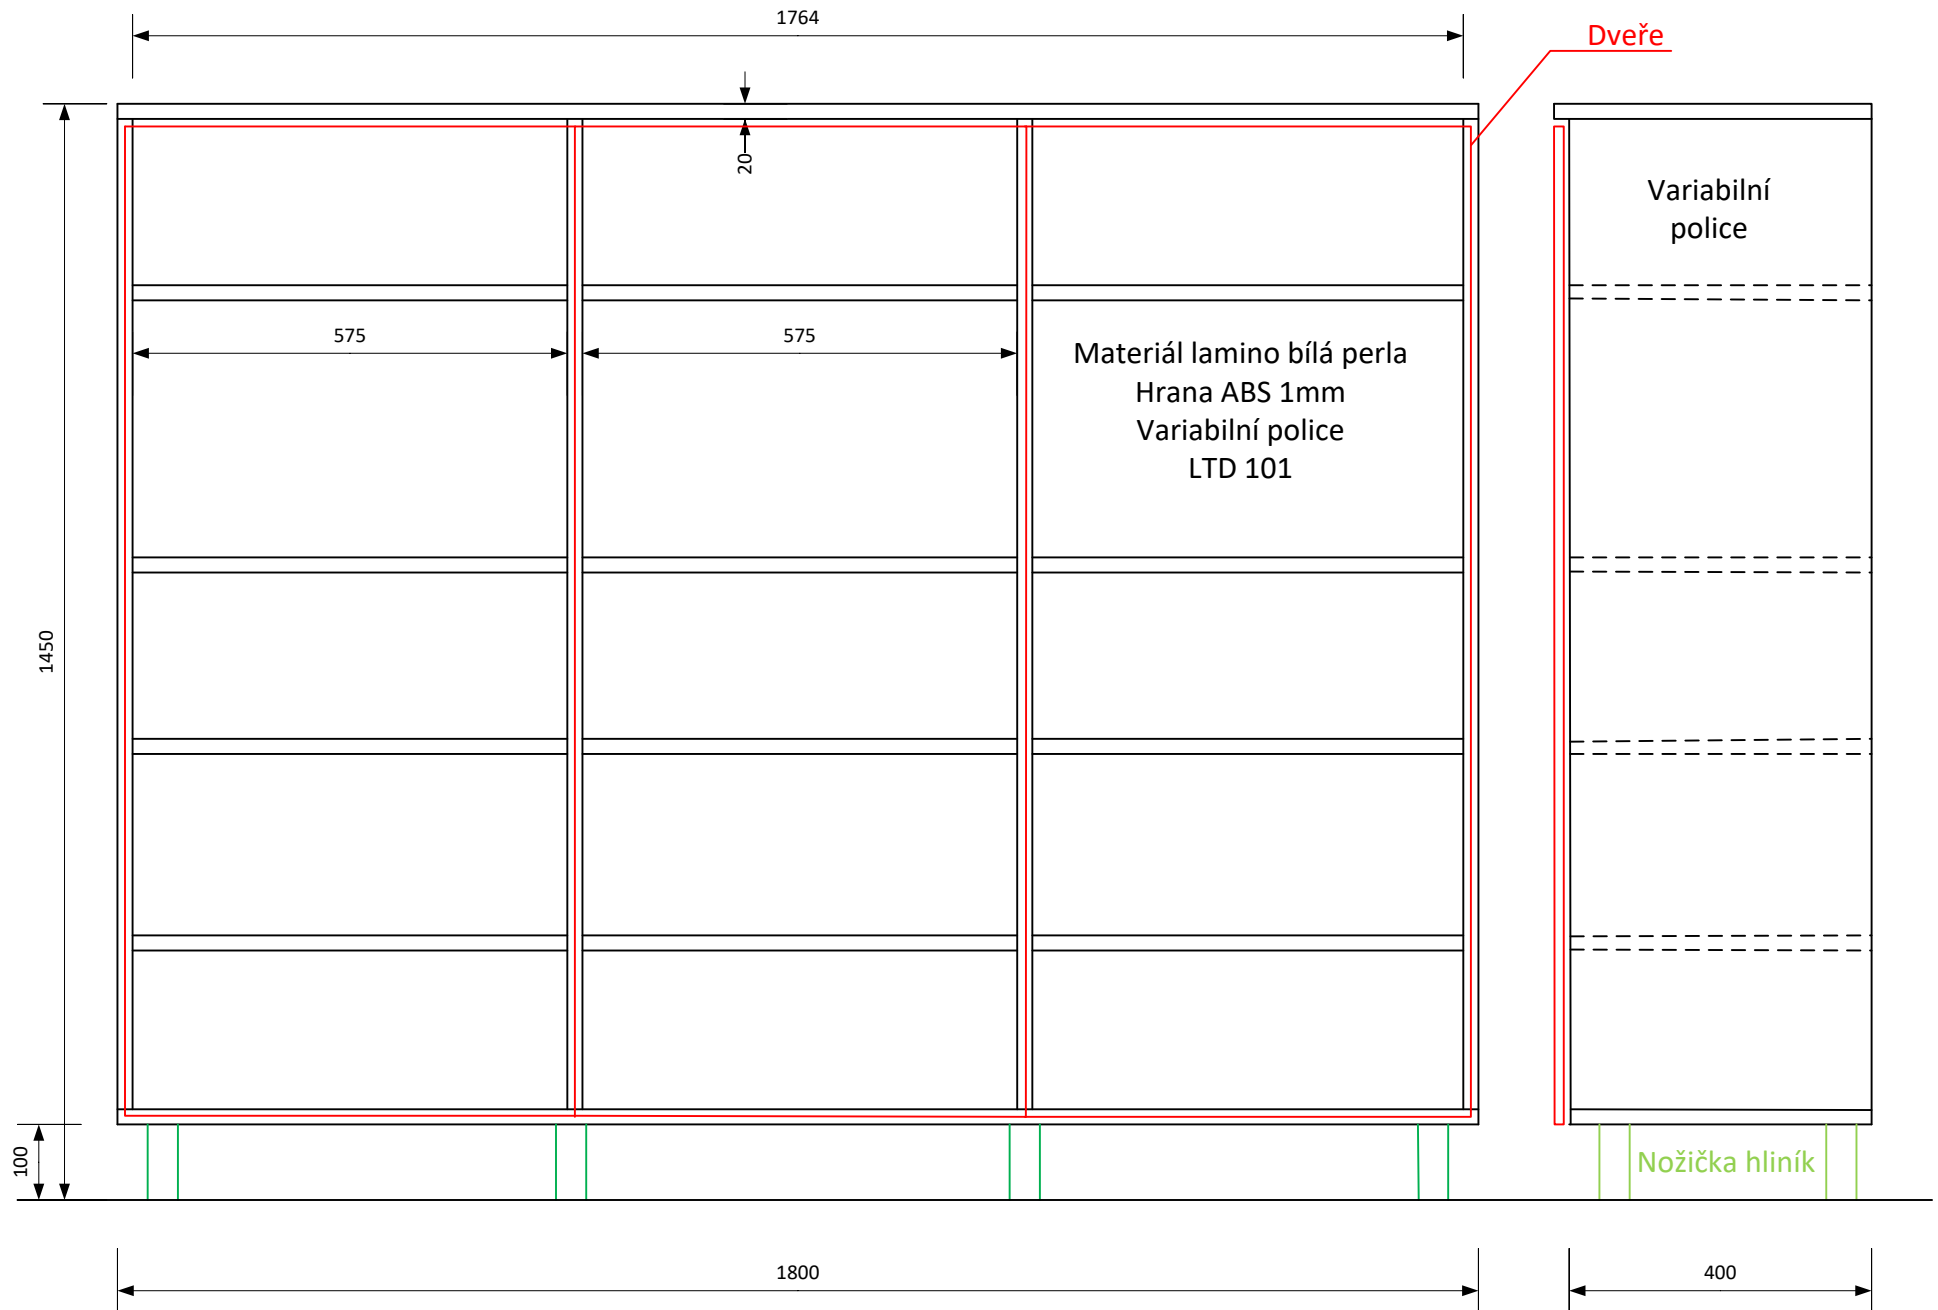 1764
Dveře
20
Variabilní
police
575
575
Materiál lamino bílá perla
Hrana ABS 1mm
Variabilní police
LTD 101
1450
100
Nožička hliník
1800
400